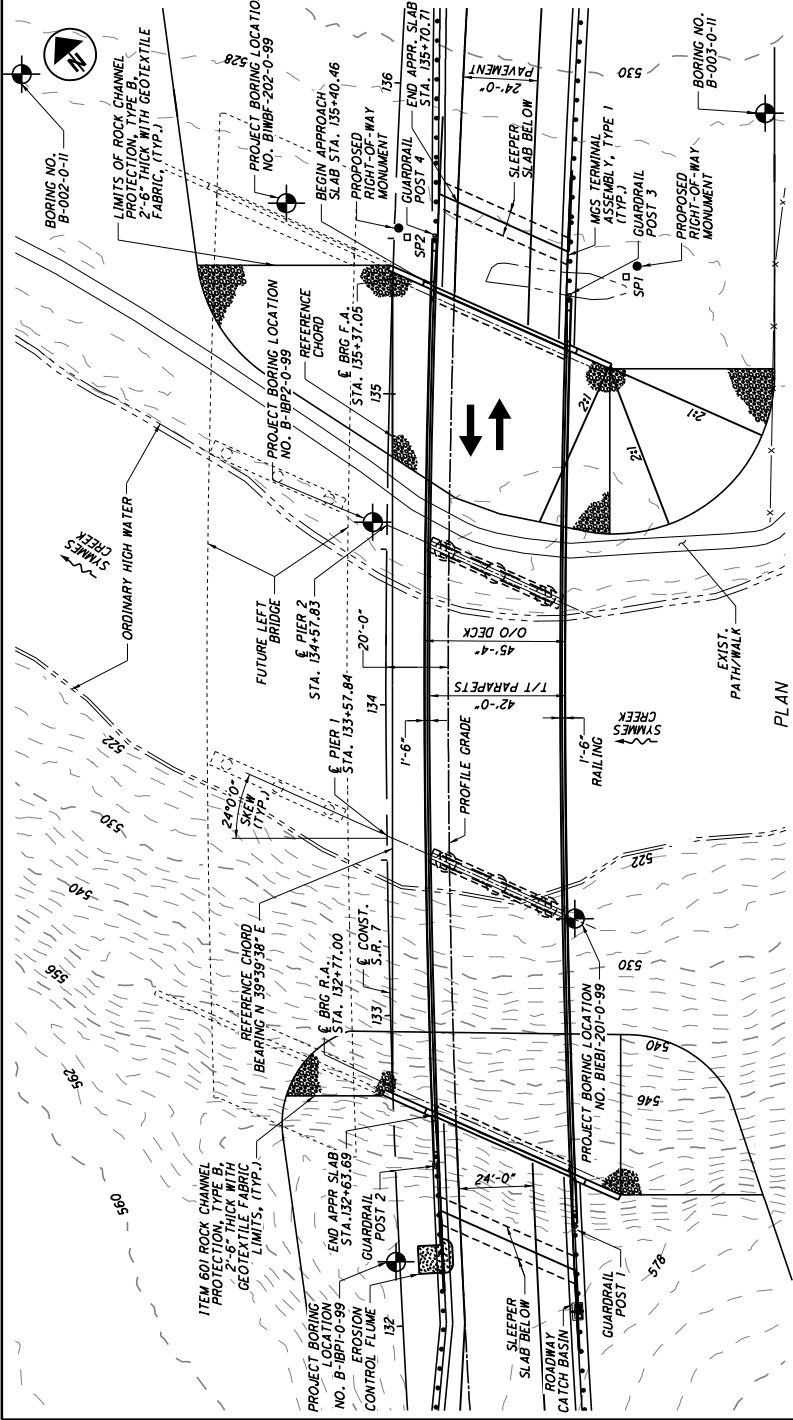 BORING NO.
B-002-0-11
N
LIMITS OF ROCK CHANNEL
PROTECTION, TYPE B,
2'-6" THICK WITH GEOTEXTILE
FABRIC, (TYP.)
528
PROJECT BORING LOCATIO
NO. BIWBF-202-0-99
BEGIN APPROACH
SLAB STA. 135+40.46
PROPOSED
RIGHT-OF-WAY
MONUMENT
136
GUARDRAIL
POST 4
SP2
END APPR. SLAB
STA. 135+70.71
24'-0"
PAVEMENT
530
SLEEPER
SLAB BELOW
MGS TERMINAL
ASSEMBLY, TYPE 1
(TYP.)
GUARDRAIL
POST 3
SP1
PROPOSED
RIGHT-OF-WAY
MONUMENT
BORING NO.
B-003-0-11
PROJECT BORING LOCATION
NO. B-1BP2-0-99
REFERENCE
CHORD
℄ BRG F.A.
STA. 135+37.05
135
2:1
2:1
2:1
SYMMES
CREEK
ORDINARY HIGH WATER
FUTURE LEFT
BRIDGE
℄ PIER 2
STA. 134+57.83
20'-0"
134
℄ PIER 1
STA. 133+57.84
45'-4"
O/O DECK
42'-0"
T/T PARAPETS
1'-6"
PROFILE GRADE
1'-6"
RAILING
SYMMES
CREEK
EXIST.
PATH/WALK
PLAN
522
530
540
556
562
560
24°0'0"
SKEW
(TYP.)
REFERENCE CHORD
BEARING N 39°39'38" E
℄ BRG R.A.
STA. 132+77.00
℄ CONST.
S.R. 7
133
522
530
540
546
578
PROJECT BORING LOCATION
NO. BIEB1-201-0-99
ITEM 601 ROCK CHANNEL
PROTECTION, TYPE B,
2'-6" THICK WITH
GEOTEXTILE FABRIC
LIMITS, (TYP.)
END APPR SLAB
STA.132+63.69
GUARDRAIL
POST 2
24'-0"
PROJECT BORING
LOCATION
NO. B-1BP1-0-99
EROSION
CONTROL FLUME
132
SLEEPER
SLAB BELOW
ROADWAY
CATCH BASIN
GUARDRAIL
POST 1